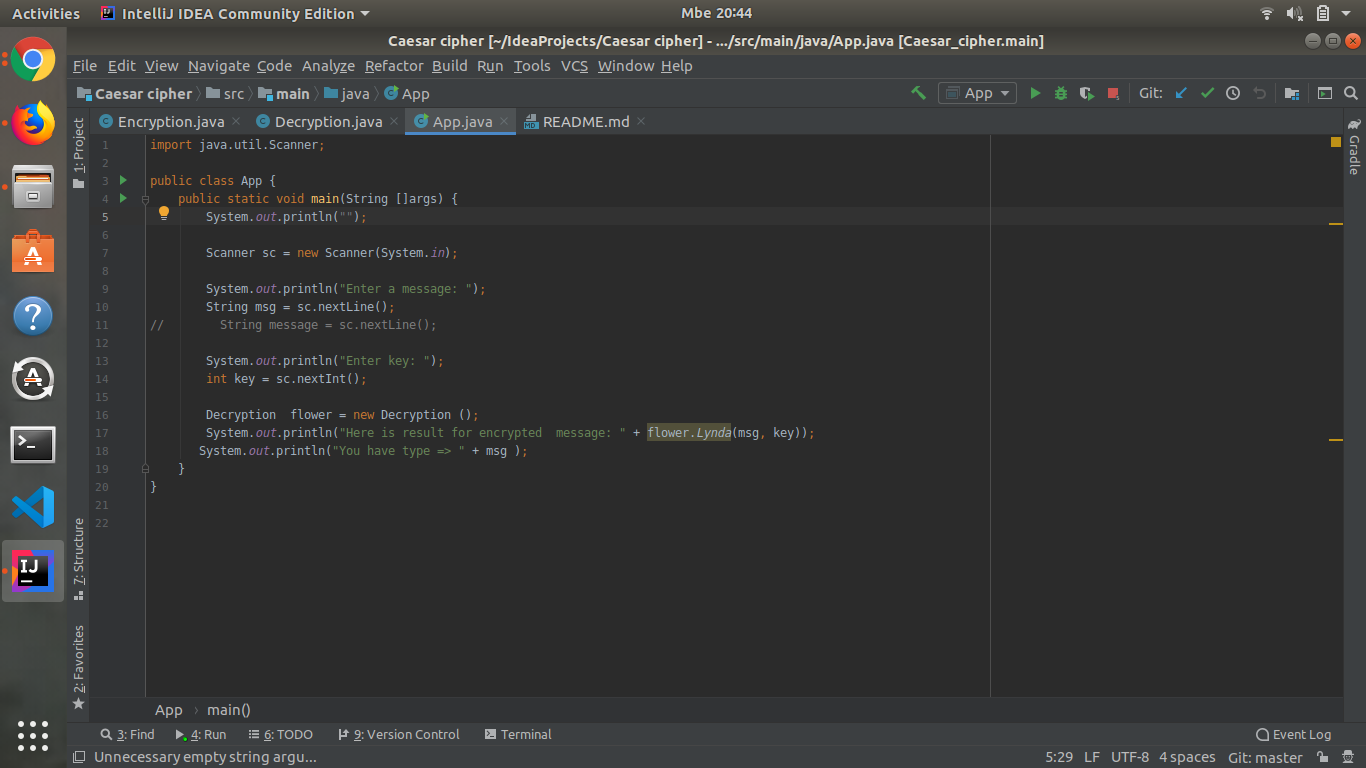 Activities
IntelliJ IDEA Community Edition
Mbe 20:44
Caesar cipher [~/IdeaProjects/Caesar cipher] - .../src/main/java/App.java [Caesar_cipher.main]
File Edit View Navigate Code Analyze Refactor Build Run Tools VCS Window Help
Caesar cipher src main java App
App
Git:
Encryption.java Decryption.java App.java README.md
1: Project
Gradle
1 import java.util.Scanner;
2
3 public class App {
4 public static void main(String []args) {
5 System.out.println("");
6
7 Scanner sc = new Scanner(System.in);
8
9 System.out.println("Enter a message: ");
10 String msg = sc.nextLine();
11 // String message = sc.nextLine();
12
13 System.out.println("Enter key: ");
14 int key = sc.nextInt();
15
16 Decryption  flower = new Decryption ();
17 System.out.println("Here is result for encrypted  message: " + flower.Lynda(msg, key));
18 System.out.println("You have type => " + msg );
19 }
20 }
21
22
7: Structure
2: Favorites
App main()
3: Find 4: Run 6: TODO 9: Version Control Terminal Event Log
Unnecessary empty string argu... 5:29 LF UTF-8 4 spaces Git: master